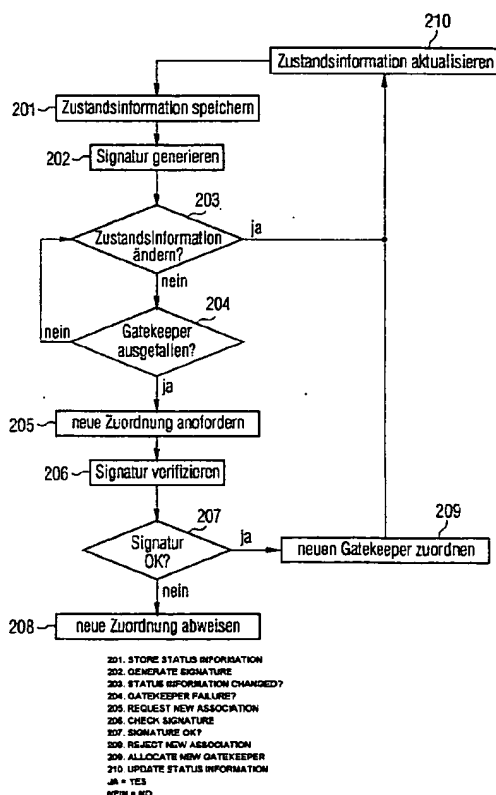 210
Zustandsinformation aktualisieren
201
Zustandsinformation speichern
202
Signatur generieren
203
Zustandsinformation
ändern?
ja
nein
204
Gatekeeper
ausgefallen?
nein
ja
205
neue Zuordnung anofordern
206
Signatur verifizieren
207
Signatur
OK?
ja
209
neuen Gatekeeper zuordnen
nein
208
neue Zuordnung abweisen
201. STORE STATUS INFORMATION
202. GENERATE SIGNATURE
203. STATUS INFORMATION CHANGED?
204. GATEKEEPER FAILURE?
205. REQUEST NEW ASSOCIATION
206. CHECK SIGNATURE
207. SIGNATURE OK?
208. REJECT NEW ASSOCIATION
209. ALLOCATE NEW GATEKEEPER
210. UPDATE STATUS INFORMATION
JA = YES
NEIN = NO